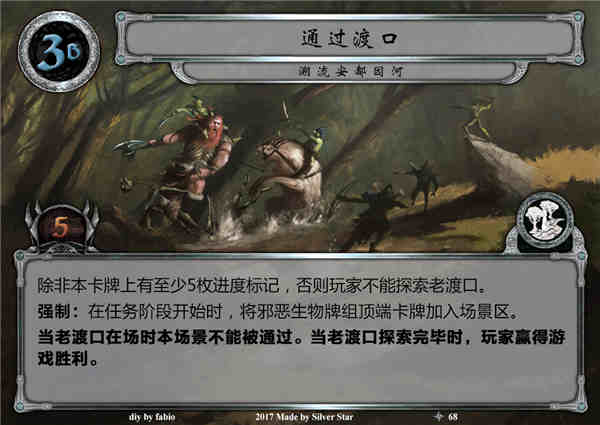 3B
通过渡口
溯流安都因河
5
除非本卡牌上有至少5枚进度标记，否则玩家不能探索老渡口。
强制：在任务阶段开始时，将邪恶生物牌组顶端卡牌加入场景区。
当老渡口在场时本场景不能被通过。当老渡口探索完毕时，玩家赢得游
戏胜利。
diy by fabio 2017 Made by Silver Star 68